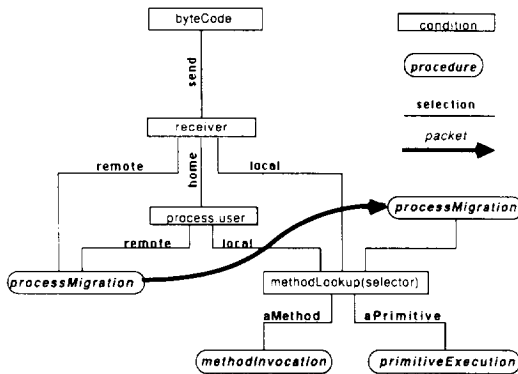 byteCode
condition
procedure
send
selection
packet
receiver
remote
home
local
process.user
processMigration
remote
local
processMigration
methodLookup(selector)
aMethod
aPrimitive
methodInvocation
primitiveExecution